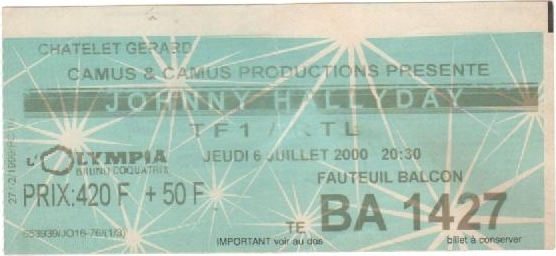 CHATELET GERARD
CAMUS & CAMUS PRODUCTIONS PRESENTE
JOHNNY HALLYDAY
TF1 / RTL
L'OLYMPIA
BRUNO COQUATRIX
JEUDI 6 JUILLET 2000 20:30
FAUTEUIL BALCON
PRIX:420 F + 50 F
TE BA 1427
IMPORTANT voir au dos
billet à conserver